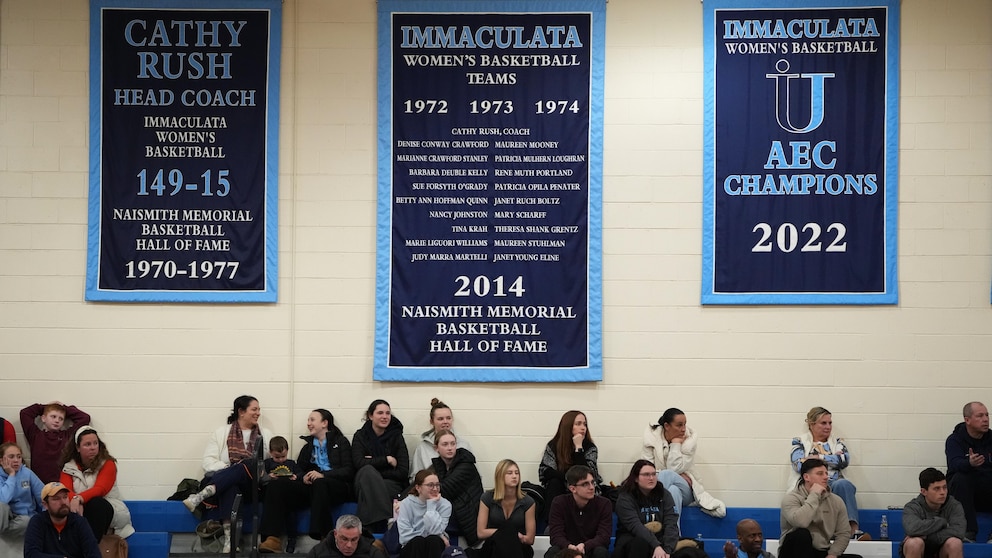 CATHY
RUSH
HEAD COACH
IMMACULATA
WOMEN'S
BASKETBALL
149-15
NAISMITH MEMORIAL
BASKETBALL
HALL OF FAME
1970-1977
IMMACULATA
WOMEN'S BASKETBALL
TEAMS
1972 1973 1974
CATHY RUSH, COACH
DENISE CONWAY CRAWFORD MAUREEN MOONEY
MARIANNE CRAWFORD STANLEY PATRICIA MULHERN LOUGHRAN
BARBARA DEUBLE KELLY RENE MUTH PORTLAND
SUE FORSYTH O'GRADY PATRICIA OPILA PENATER
BETTY ANN HOFFMAN QUINN JANET RUCH BOLTZ
NANCY JOHNSTON MARY SCHARFF
TINA KRAH THERESA SHANK GRENTZ
MARIE LIGUORI WILLIAMS MAUREEN STUHLMAN
JUDY MARRA MARTELLI JANET YOUNG ELINE
2014
NAISMITH MEMORIAL
BASKETBALL
HALL OF FAME
IMMACULATA
WOMEN'S BASKETBALL
IU
AEC
CHAMPIONS
2022